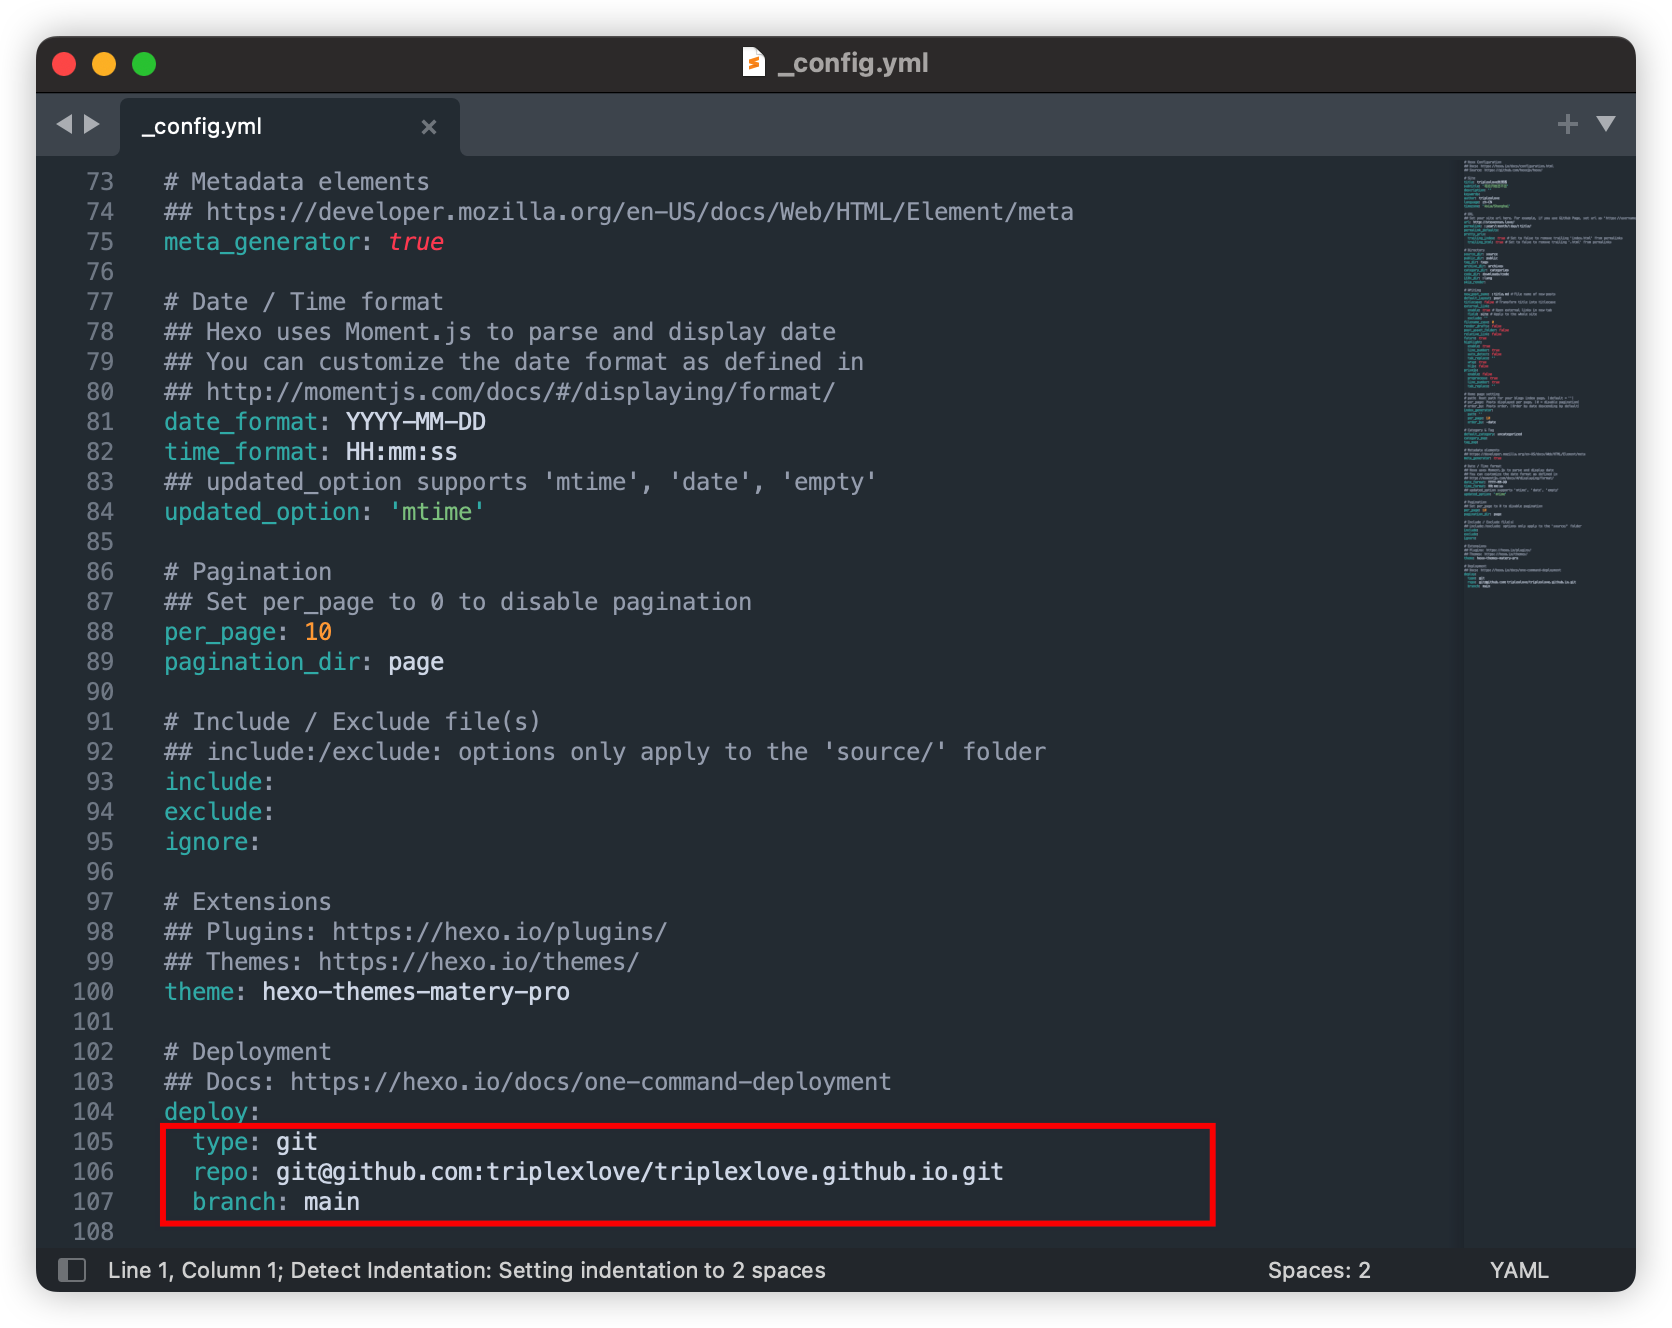 _config.yml
_config.yml
73 # Metadata elements
74 ## https://developer.mozilla.org/en-US/docs/Web/HTML/Element/meta
75 meta_generator: true
76
77 # Date / Time format
78 ## Hexo uses Moment.js to parse and display date
79 ## You can customize the date format as defined in
80 ## http://momentjs.com/docs/#/displaying/format/
81 date_format: YYYY-MM-DD
82 time_format: HH:mm:ss
83 ## updated_option supports 'mtime', 'date', 'empty'
84 updated_option: 'mtime'
85
86 # Pagination
87 ## Set per_page to 0 to disable pagination
88 per_page: 10
89 pagination_dir: page
90
91 # Include / Exclude file(s)
92 ## include:/exclude: options only apply to the 'source/' folder
93 include:
94 exclude:
95 ignore:
96
97 # Extensions
98 ## Plugins: https://hexo.io/plugins/
99 ## Themes: https://hexo.io/themes/
100 theme: hexo-themes-matery-pro
101
102 # Deployment
103 ## Docs: https://hexo.io/docs/one-command-deployment
104 deploy:
105   type: git
106   repo: git@github.com:triplexlove/triplexlove.github.io.git
107   branch: main
108
Line 1, Column 1; Detect Indentation: Setting indentation to 2 spaces
Spaces: 2
YAML